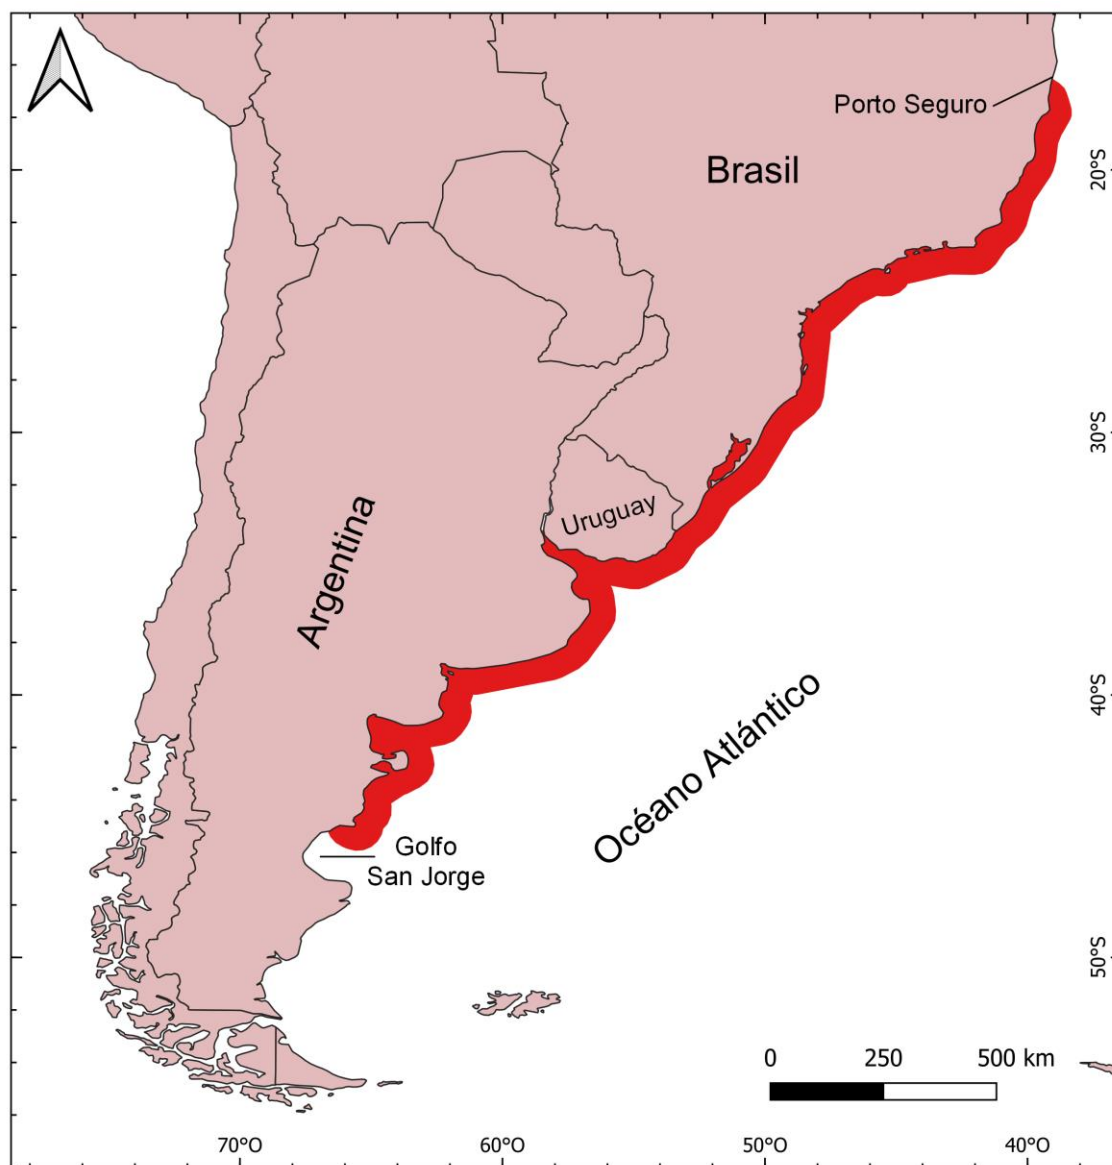 Porto Seguro
Brasil
20°S
30°S
Uruguay
Argentina
40°S
Océano Atlántico
Golfo
San Jorge
50°S
0 250 500 km
70°O 60°O 50°O 40°O